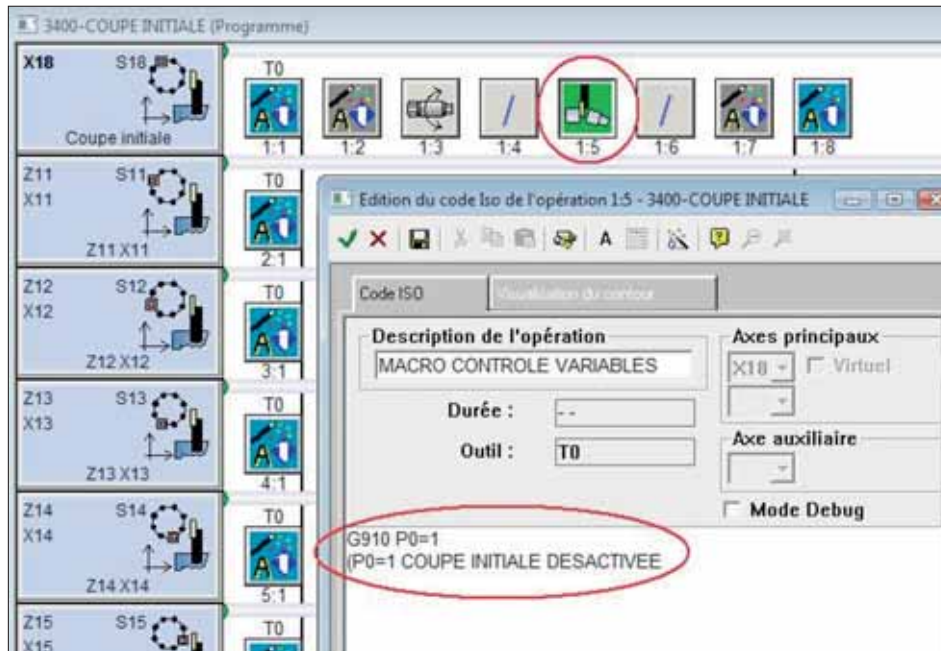 3400-COUPE INITIALE (Programme)
X18 S18
Coupe initiale
T0
1:1 1:2 1:3 1:4 1:5 1:6 1:7 1:8
Z11 S11
X11
Z11 X11
T0
2:1
Z12 S12
X12
Z12 X12
T0
3:1
Z13 S13
X13
Z13 X13
T0
4:1
Z14 S14
X14
Z14 X14
T0
5:1
Z15 S15
X15
T0
Edition du code Iso de l'opération 1:5 - 3400-COUPE INITIALE
Code ISO Visualisation du contour
Description de l'opération
MACRO CONTROLE VARIABLES
Durée : --
Outil : T0
Axes principaux
X18 Virtuel
Axe auxiliaire
Mode Debug
G910 P0=1
(P0=1 COUPE INITIALE DESACTIVEE